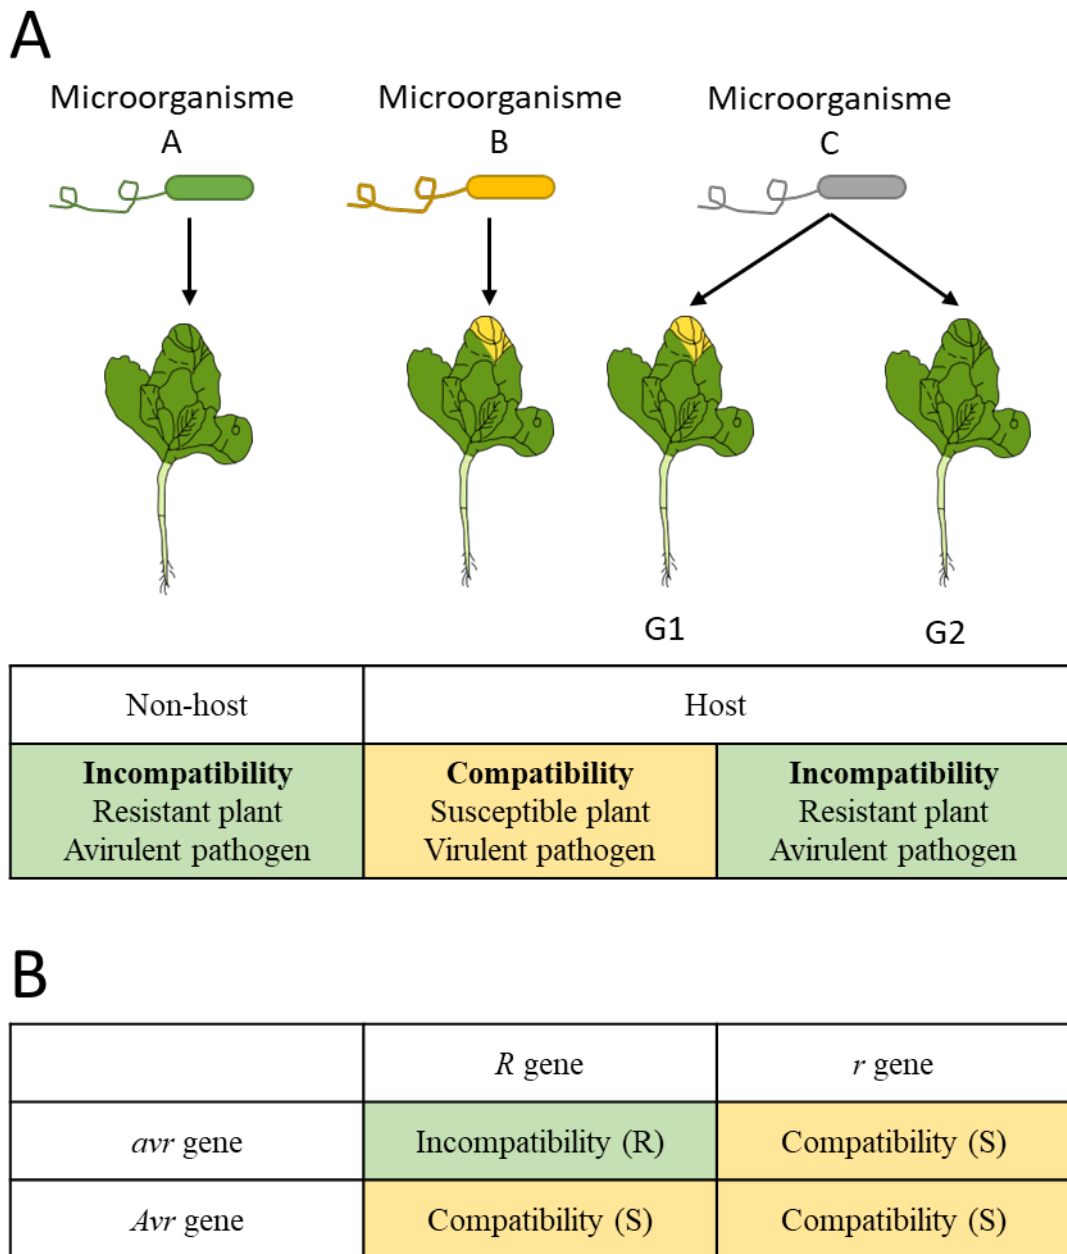 A
Microorganisme
A
Microorganisme
B
Microorganisme
C
G1
G2
Non-host
Host
Incompatibility
Resistant plant
Avirulent pathogen
Compatibility
Susceptible plant
Virulent pathogen
Incompatibility
Resistant plant
Avirulent pathogen
B
R gene
r gene
avr gene
Incompatibility (R)
Compatibility (S)
Avr gene
Compatibility (S)
Compatibility (S)